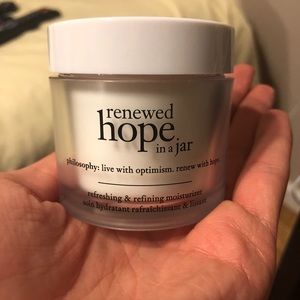 renewed
hope.
in a jar
philosophy: live with optimism. renew with hope.
refreshing & refining moisturizer
soin hydratant rafraîchissant & lissant